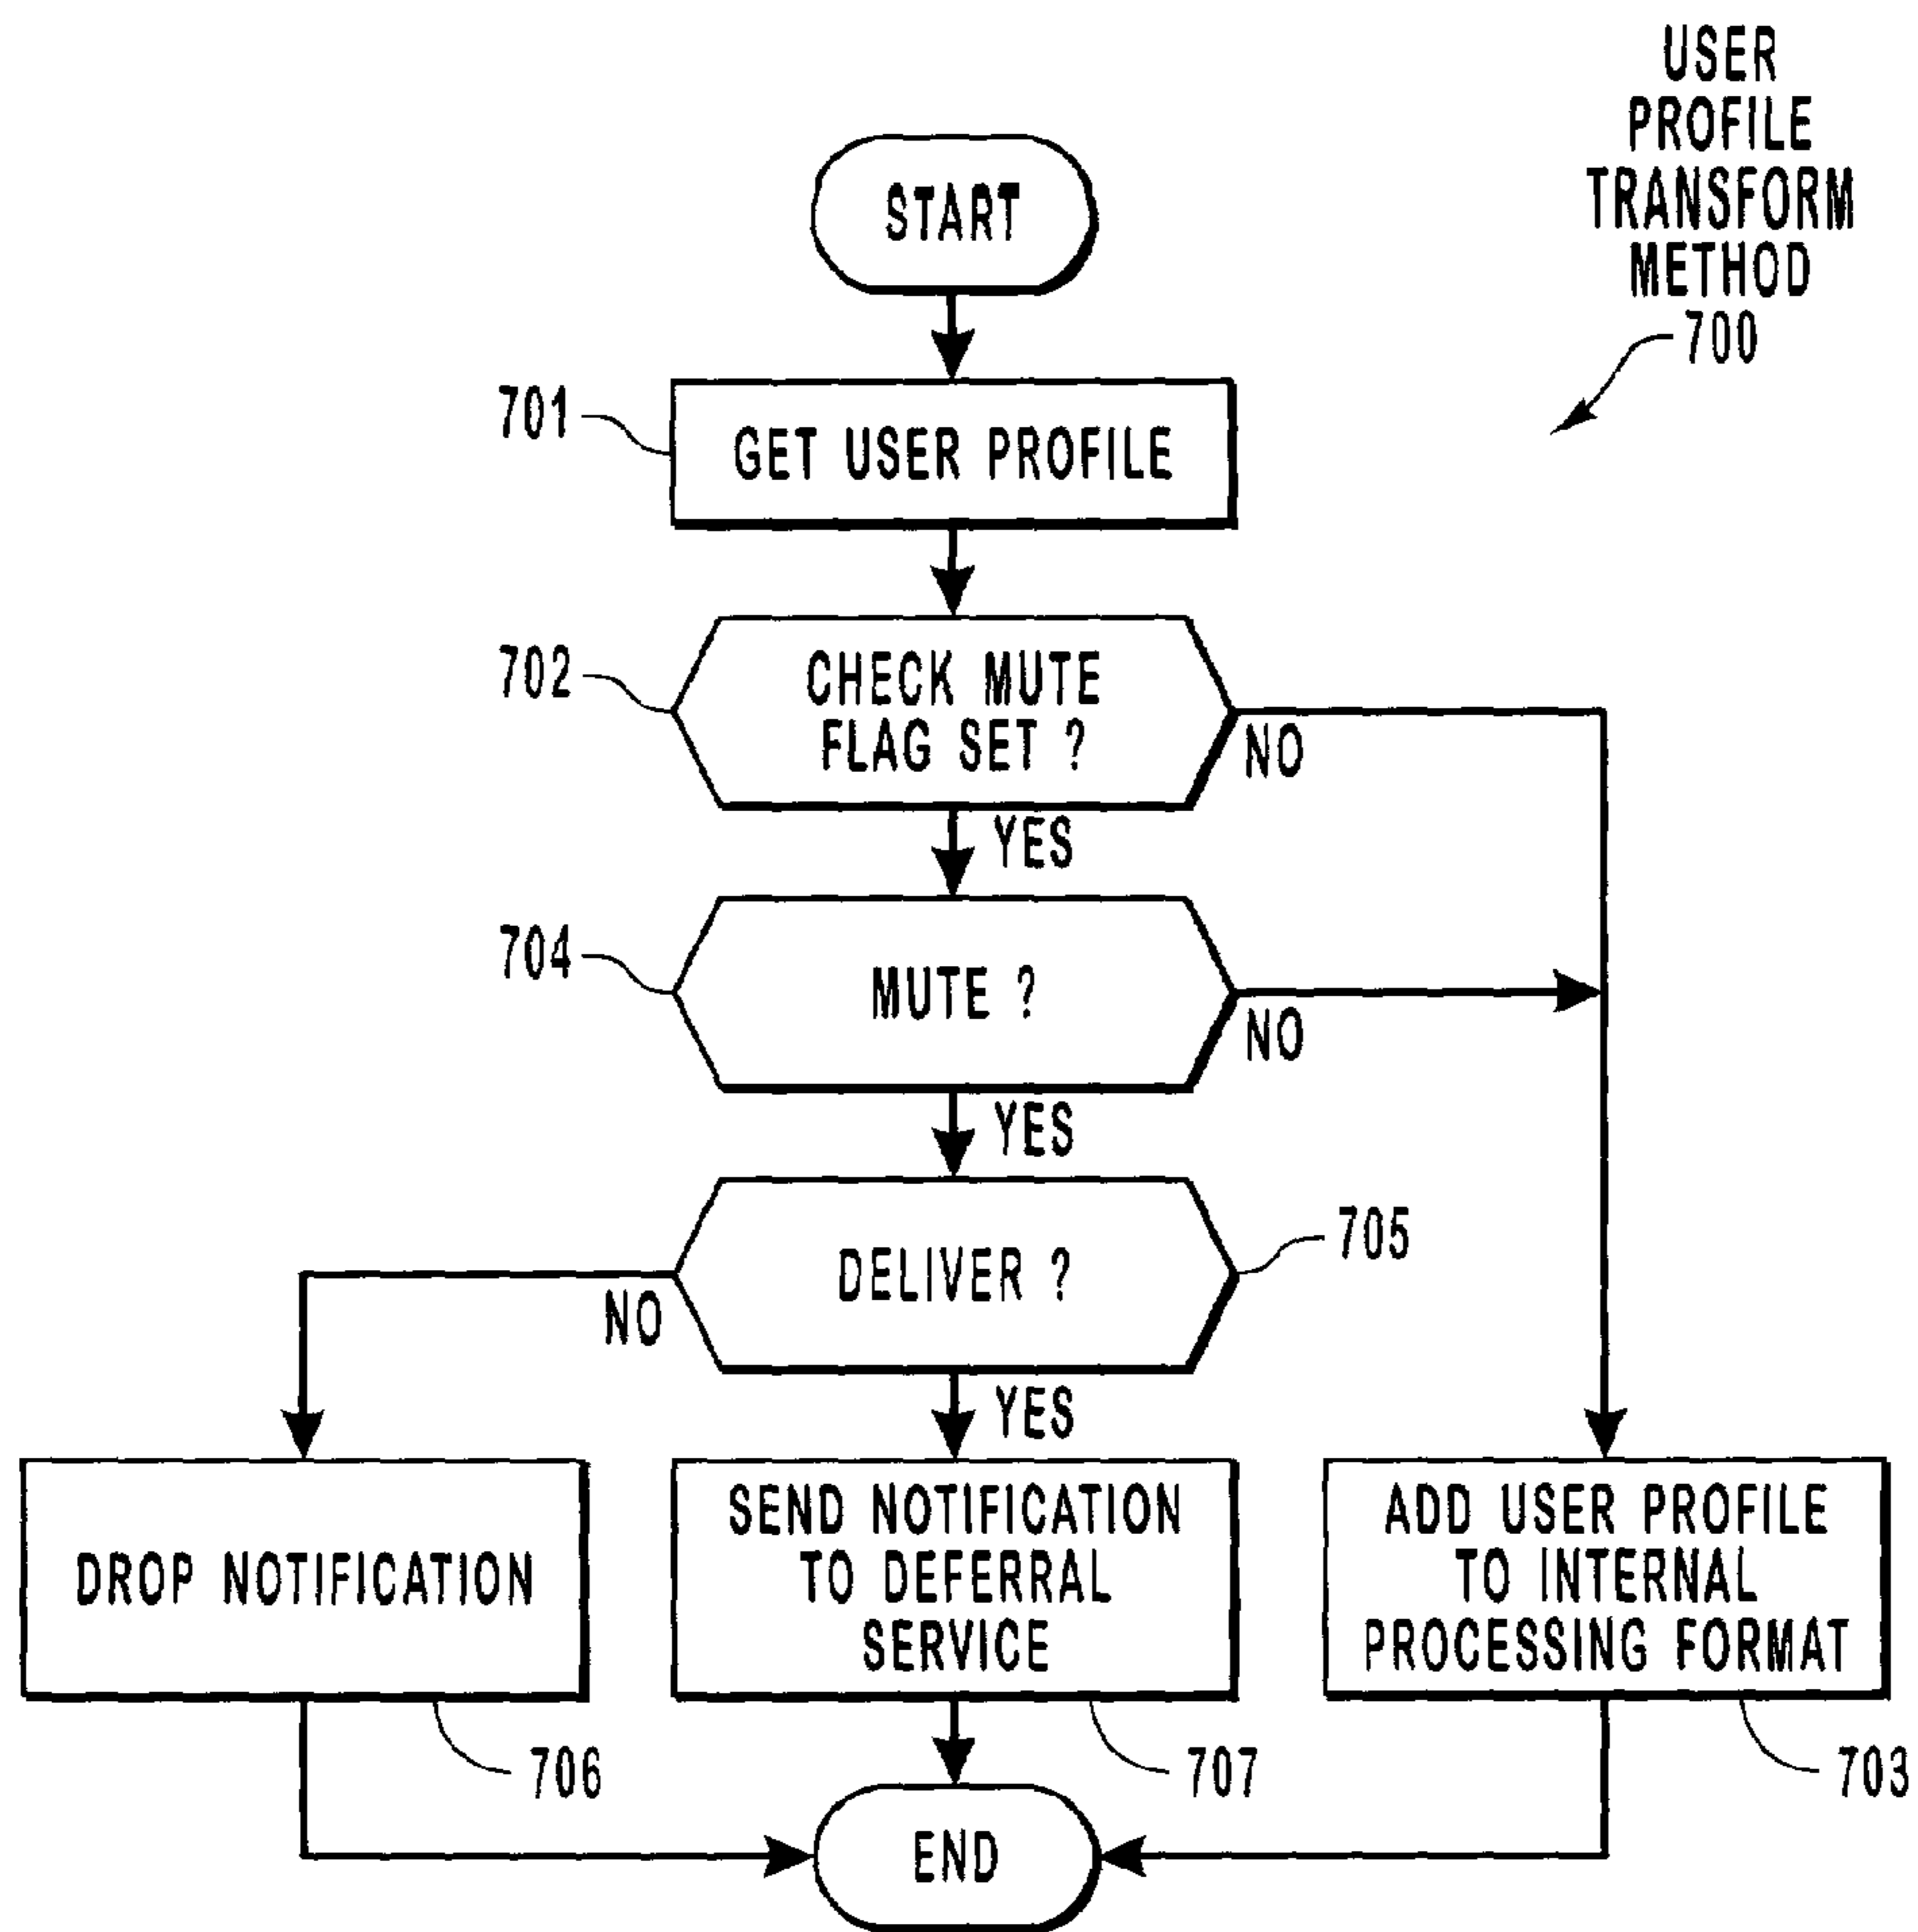 USER
PROFILE
TRANSFORM
METHOD
700
START
701
GET USER PROFILE
702
CHECK MUTE
FLAG SET ?
NO
YES
704
MUTE ?
NO
YES
705
DELIVER ?
NO
YES
DROP NOTIFICATION
SEND NOTIFICATION
TO DEFERRAL
SERVICE
ADD USER PROFILE
TO INTERNAL
PROCESSING FORMAT
706
707
703
END